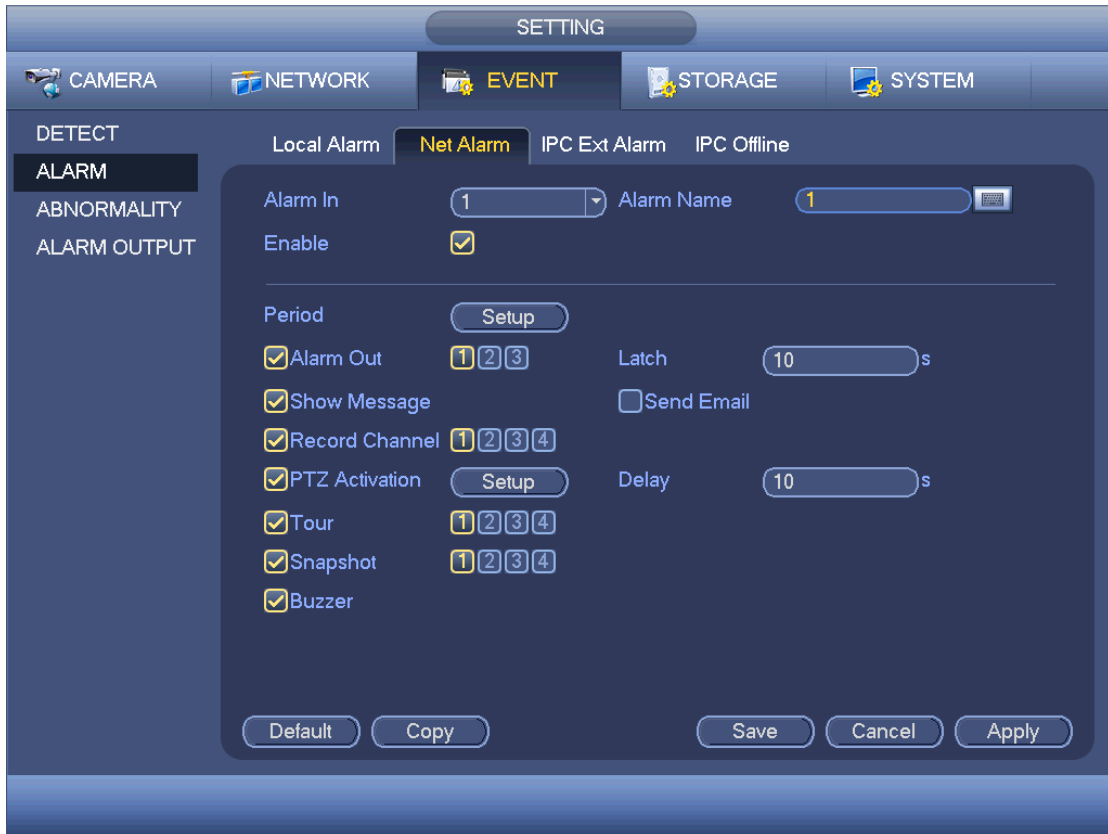 SETTING
CAMERA NETWORK EVENT STORAGE SYSTEM
DETECT
ALARM
ABNORMALITY
ALARM OUTPUT
Local Alarm Net Alarm IPC Ext Alarm IPC Offline
Alarm In 1 Alarm Name 1
Enable
Period Setup
Alarm Out 1 2 3 Latch 10 s
Show Message Send Email
Record Channel 1 2 3 4
PTZ Activation Setup Delay 10 s
Tour 1 2 3 4
Snapshot 1 2 3 4
Buzzer
Default Copy Save Cancel Apply